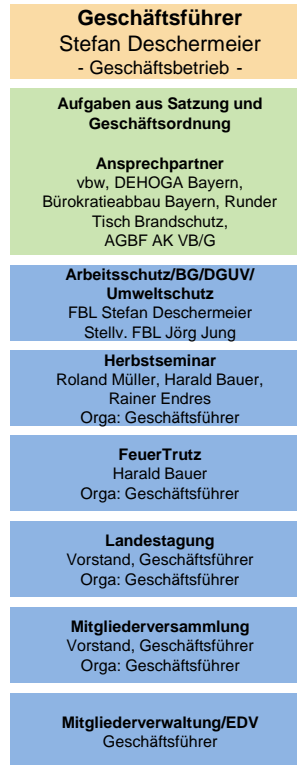 Geschäftsführer
Stefan Deschermeier
- Geschäftsbetrieb -
Aufgaben aus Satzung und
Geschäftsordnung
Ansprechpartner
vbw, DEHOGA Bayern,
Bürokratieabbau Bayern, Runder
Tisch Brandschutz,
AGBF AK VB/G
Arbeitsschutz/BG/DGUV/
Umweltschutz
FBL Stefan Deschermeier
Stellv. FBL Jörg Jung
Herbstseminar
Roland Müller, Harald Bauer,
Rainer Endres
Orga: Geschäftsführer
FeuerTrutz
Harald Bauer
Orga: Geschäftsführer
Landestagung
Vorstand, Geschäftsführer
Orga: Geschäftsführer
Mitgliederversammlung
Vorstand, Geschäftsführer
Orga: Geschäftsführer
Mitgliederverwaltung/EDV
Geschäftsführer